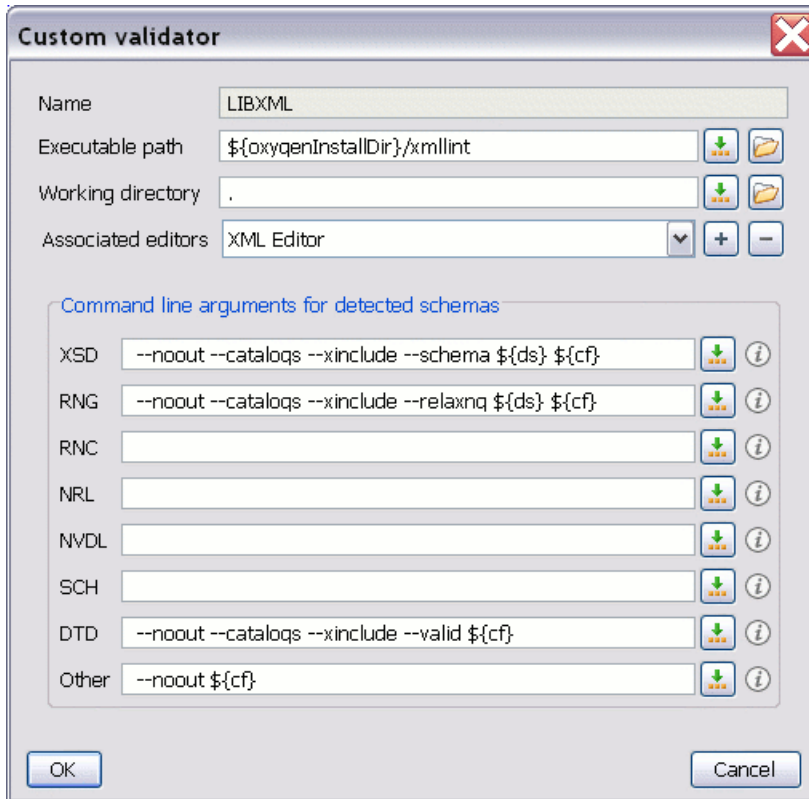 Custom validator
Name LIBXML
Executable path ${oxygenInstallDir}/xmllint
Working directory .
Associated editors XML Editor
Command line arguments for detected schemas
XSD --noout --catalogs --xinclude --schema ${ds} ${cf}
RNG --noout --catalogs --xinclude --relaxng ${ds} ${cf}
RNC
NRL
NVDL
SCH
DTD --noout --catalogs --xinclude --valid ${cf}
Other --noout ${cf}
OK Cancel